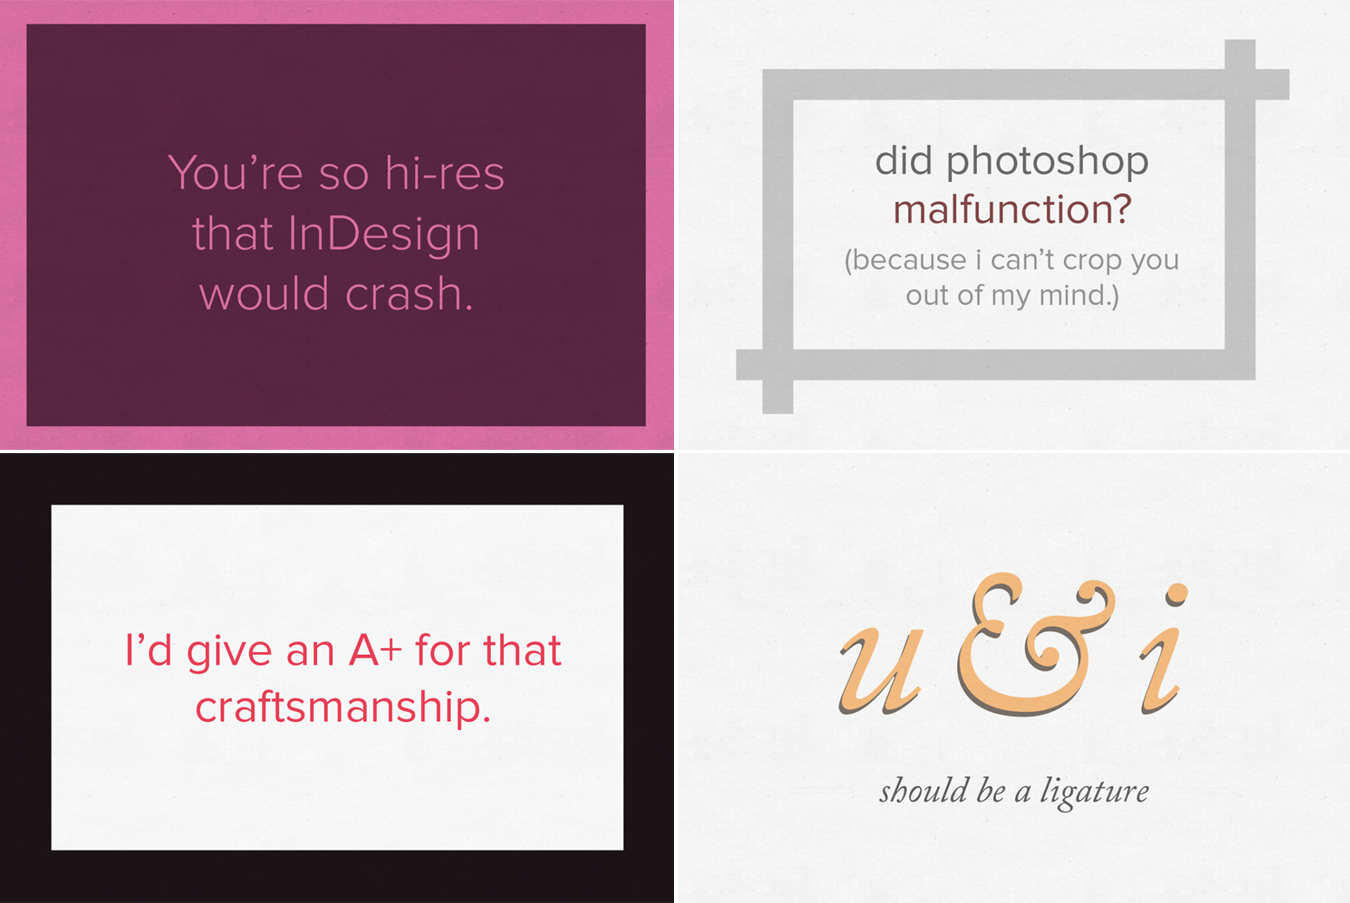 You’re so hi-res
that InDesign
would crash.
did photoshop
malfunction?
(because i can’t crop you
out of my mind.)
I’d give an A+ for that
craftsmanship.
u & i
should be a ligature